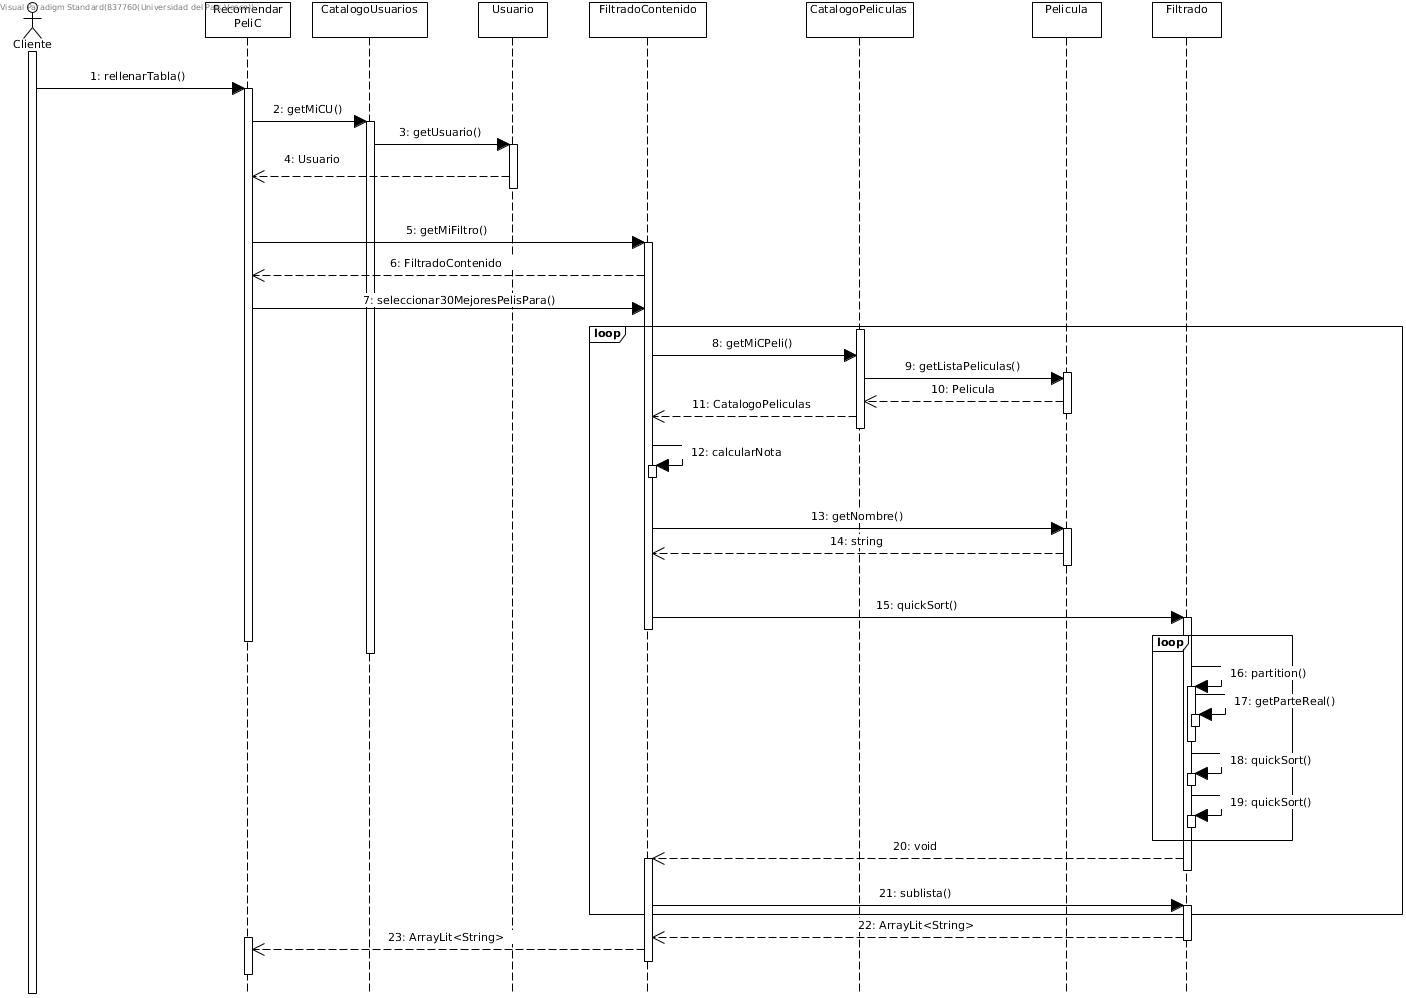 Visual Paradigm Standard(837760(Universidad del
Recomendar
PeliC
CatalogoUsuarios
Usuario
FiltradoContenido
CatalogoPeliculas
Pelicula
Filtrado
Cliente
1: rellenarTabla()
2: getMiCU()
3: getUsuario()
4: Usuario
5: getMiFiltro()
6: FiltradoContenido
7: seleccionar30MejoresPelisPara()
loop
8: getMiCPeli()
9: getListaPeliculas()
10: Pelicula
11: CatalogoPeliculas
12: calcularNota
13: getNombre()
14: string
15: quickSort()
loop
16: partition()
17: getParteReal()
18: quickSort()
19: quickSort()
20: void
21: sublista()
22: ArrayLit<String>
23: ArrayLit<String>